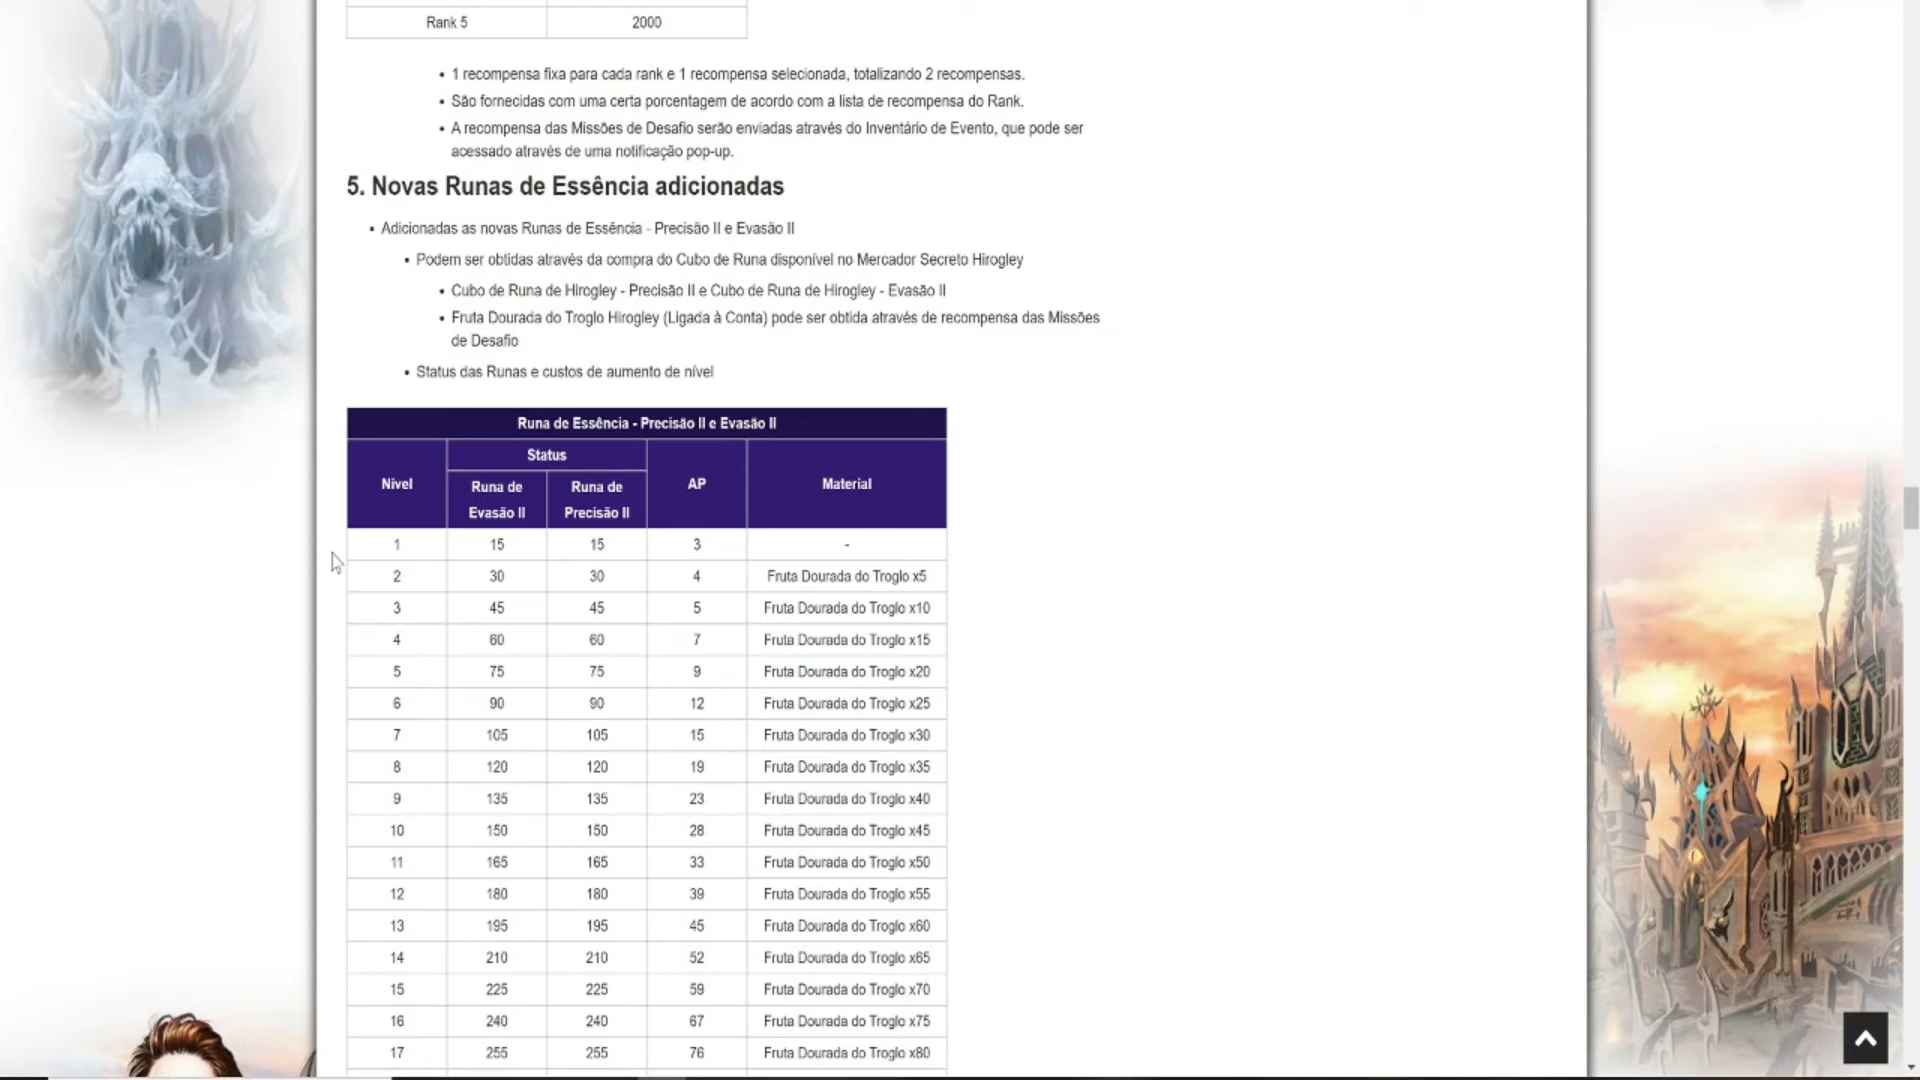 Rank 5 2000
• 1 recompensa fixa para cada rank e 1 recompensa selecionada, totalizando 2 recompensas.
• São fornecidas com uma certa porcentagem de acordo com a lista de recompensa do Rank.
• A recompensa das Missões de Desafio serão enviadas através do Inventário de Evento, que pode ser
acessado através de uma notificação pop-up.
5. Novas Runas de Essência adicionadas
• Adicionadas as novas Runas de Essência - Precisão II e Evasão II
• Podem ser obtidas através da compra do Cubo de Runa disponível no Mercador Secreto Hirogley
• Cubo de Runa de Hirogley - Precisão II e Cubo de Runa de Hirogley - Evasão II
• Fruta Dourada do Troglo Hirogley (Ligada à Conta) pode ser obtida através de recompensa das Missões
de Desafio
• Status das Runas e custos de aumento de nível
Runa de Essência - Precisão II e Evasão II
Nível Status AP Material
Runa de Evasão II Runa de Precisão II
1 15 15 3 -
2 30 30 4 Fruta Dourada do Troglo x5
3 45 45 5 Fruta Dourada do Troglo x10
4 60 60 7 Fruta Dourada do Troglo x15
5 75 75 9 Fruta Dourada do Troglo x20
6 90 90 12 Fruta Dourada do Troglo x25
7 105 105 15 Fruta Dourada do Troglo x30
8 120 120 19 Fruta Dourada do Troglo x35
9 135 135 23 Fruta Dourada do Troglo x40
10 150 150 28 Fruta Dourada do Troglo x45
11 165 165 33 Fruta Dourada do Troglo x50
12 180 180 39 Fruta Dourada do Troglo x55
13 195 195 45 Fruta Dourada do Troglo x60
14 210 210 52 Fruta Dourada do Troglo x65
15 225 225 59 Fruta Dourada do Troglo x70
16 240 240 67 Fruta Dourada do Troglo x75
17 255 255 76 Fruta Dourada do Troglo x80